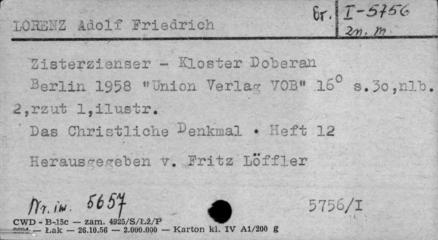 Gr. I-5756
LORENZ Adolf Friedrich
2n. m.
Zisterzienser - Kloster Doberan
Berlin 1958 "Union Verlag VOB" 16° s.30,nlb.
2,rzut 1,ilustr.
Das Christliche Denkmal • Heft 12
Herausgegeben v. Fritz Löffler
Nr. in. 5657
5756/I
CWD - B-15c — zam. 4925/S/Ł2/P
— Łak — 26.10.56 — 2.000.000 — Karton kl. IV A1/200 g